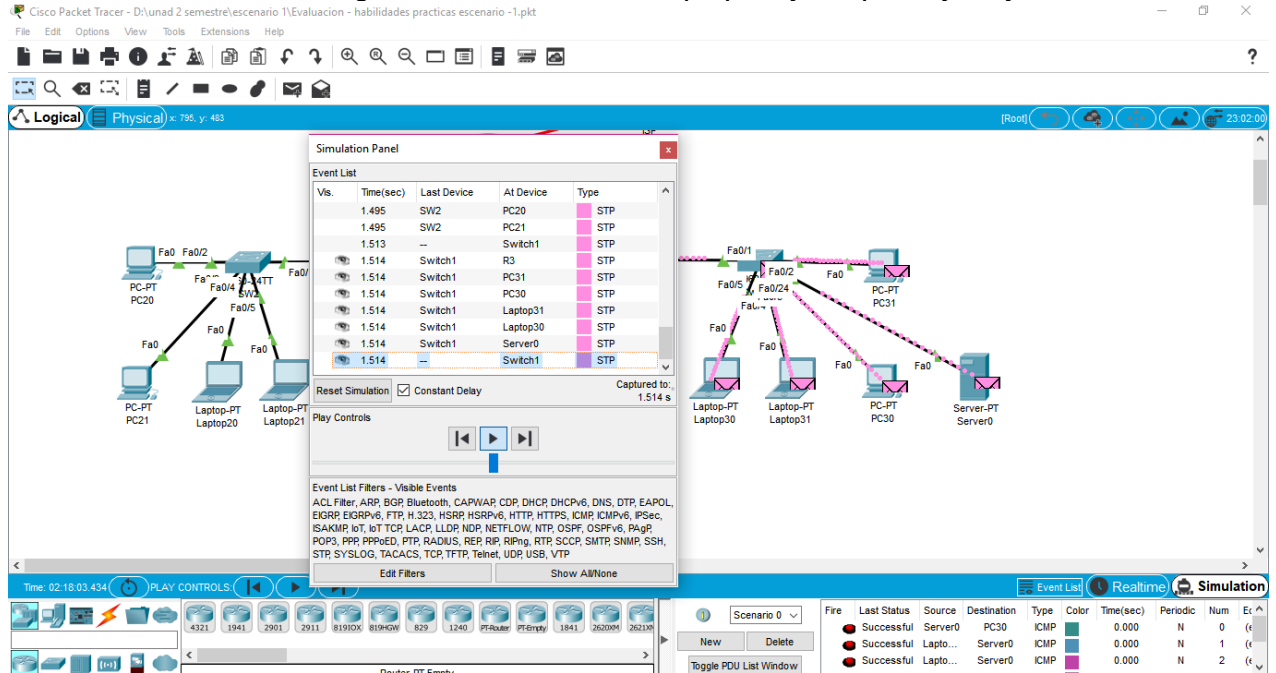 Cisco Packet Tracer - D:\unad 2 semestre\escenario 1\Evaluacion - habilidades practicas escenario -1.pkt
File Edit Options View Tools Extensions Help
?
Logical Physical x: 795, y: 483 [Root] 23:02:00
Simulation Panel x
Event List
Vis. Time(sec) Last Device At Device Type
1.495 SW2 PC20 STP
1.495 SW2 PC21 STP
1.513 -- Switch1 STP
1.514 Switch1 R3 STP
1.514 Switch1 PC31 STP
1.514 Switch1 PC30 STP
1.514 Switch1 Laptop31 STP
1.514 Switch1 Laptop30 STP
1.514 Switch1 Server0 STP
1.514 -- Switch1 STP
Reset Simulation Constant Delay Captured to:
1.514 s
Play Controls
Event List Filters - Visible Events
ACL Filter, ARP, BGP, Bluetooth, CAPWAP, CDP, DHCP, DHCPv6, DNS, DTP, EAPOL,
EIGRP, EIGRPv6, FTP, H.323, HSRP, HSRPv6, HTTP, HTTPS, ICMP, ICMPv6, IPSec,
ISAKMP, IoT, IoT TCP, LACP, LLDP, NDP, NETFLOW, NTP, OSPF, OSPFv6, PAgP,
POP3, PPP, PPPoED, PTP, RADIUS, REP, RIP, RIPng, RTP, SCCP, SMTP, SNMP, SSH,
STP, SYSLOG, TACACS, TCP, TFTP, Telnet, UDP, USB, VTP
Edit Filters Show All/None
Fa0 Fa0/2
PC-PT
PC20
Fa0/4
SW2
Fa0/5
Fa0
Fa0
Fa0
PC-PT
PC21
Laptop-PT
Laptop20
Laptop-PT
Laptop21
Fa0/1
Fa0/2
Fa0/5 Fa0/24
Fa0
PC-PT
PC31
Fa0
Fa0
Fa0
Fa0
Laptop-PT
Laptop30
Laptop-PT
Laptop31
PC-PT
PC30
Server-PT
Server0
Time: 02:18:03.434 PLAY CONTROLS: Event List Realtime Simulation
4321 1941 2901 2911 819IOX 819HGW 829 1240 PT-Router PT-Empty 1841 2620XM
Scenario 0
New Delete
Toggle PDU List Window
Fire Last Status Source Destination Type Color Time(sec) Periodic Num
Successful Server0 PC30 ICMP 0.000 N 0
Successful Lapto... Server0 ICMP 0.000 N 1
Successful Lapto... Server0 ICMP 0.000 N 2